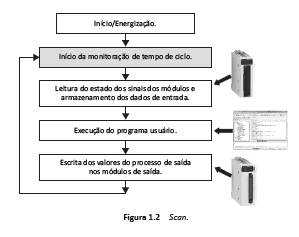 Início/Energização.
Início da monitoração de tempo de ciclo.
Leitura do estado dos sinais dos módulos e
armazenamento dos dados de entrada.
Execução do programa usuário.
Escrita dos valores do processo de saída
nos módulos de saída.
Figura 1.2 Scan.